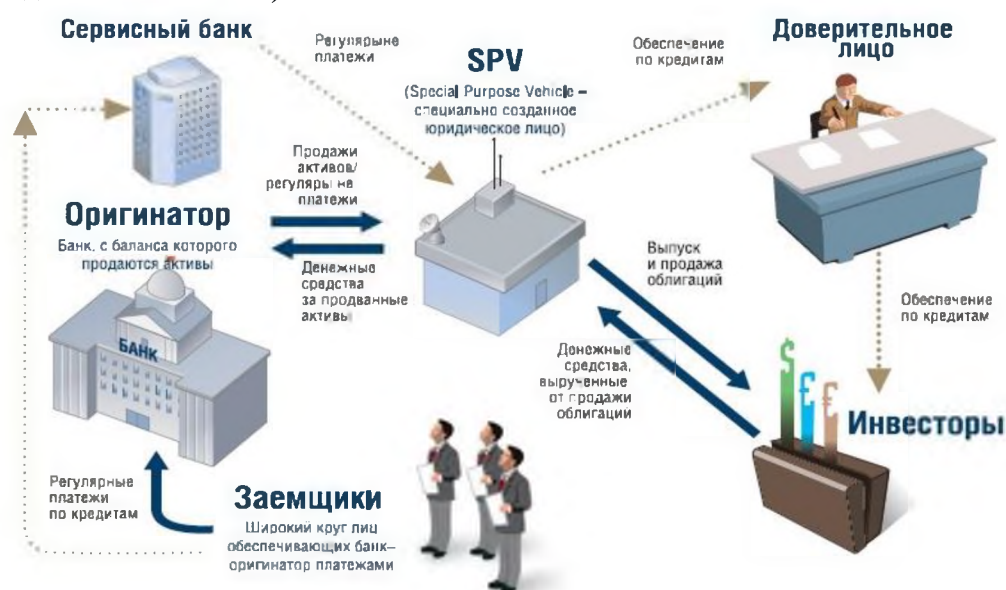 Сервисный банк
Регулярыне
платежи
SPV
(Special Purpose Vehicle –
специально созданное
юридическое лицо)
Обеспечение
по кредитам
Доверительное
лицо
Продажи
активов/
регуляры не
платежи
Оригинатор
Банк, с баланса которого
продаются активы
Денежные
средства
за продванные
активы
БАНК
Выпуск
и продажа
облигаций
Обеспечение
по кредитам
Денежные
средства,
вырученные
от продажи
облигации
$
£
¥
Инвесторы
Регулярные
платежи
по кредитам
Заемщики
Широкий круг лиц
обеспечивающих банк–
оригинатор платежами